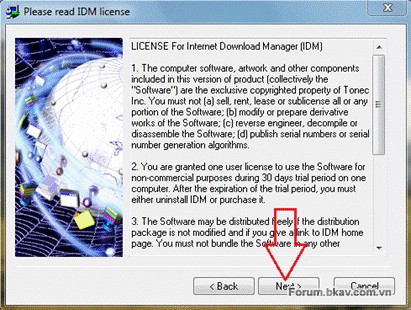 Please read IDM license
LICENSE For Internet Download Manager (IDM)
1. The computer software, artwork and other components
included in this version of product (collectively the
"Software") are the exclusive copyrighted property of Tonec
Inc. You must not (a) sell, rent, lease or sublicense all or any
portion of the Software; (b) modify or prepare derivative
works of the Software; (c) reverse engineer, decompile or
disassemble the Software; (d) publish serial numbers or serial
number generation algorithms.
2. You are granted one user license to use the Software for
non-commercial purposes during 30 days trial period on one
computer. After the expiration of the trial period, you must
either uninstall IDM or purchase it.
3. The Software may be distributed freely if the distribution
package is not modified and if you give a link to IDM home
page. You must not bundle the Software in any other
< Back
Next >
Cancel
Forum.bkav.com.vn